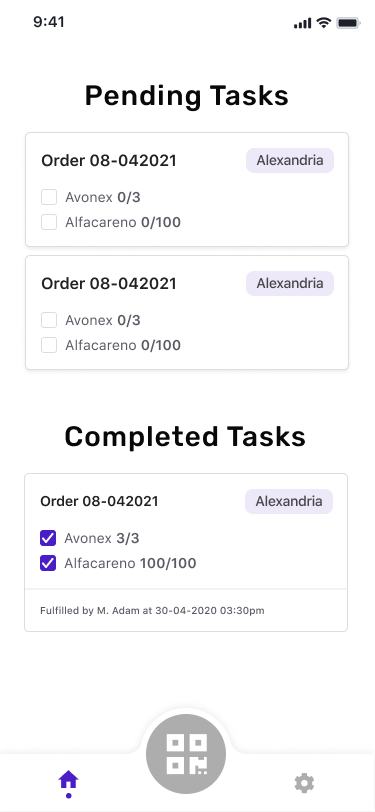 9:41
Pending Tasks
Order 08-042021 Alexandria
Avonex 0/3
Alfacareno 0/100
Order 08-042021 Alexandria
Avonex 0/3
Alfacareno 0/100
Completed Tasks
Order 08-042021 Alexandria
Avonex 3/3
Alfacareno 100/100
Fulfilled by M. Adam at 30-04-2020 03:30pm